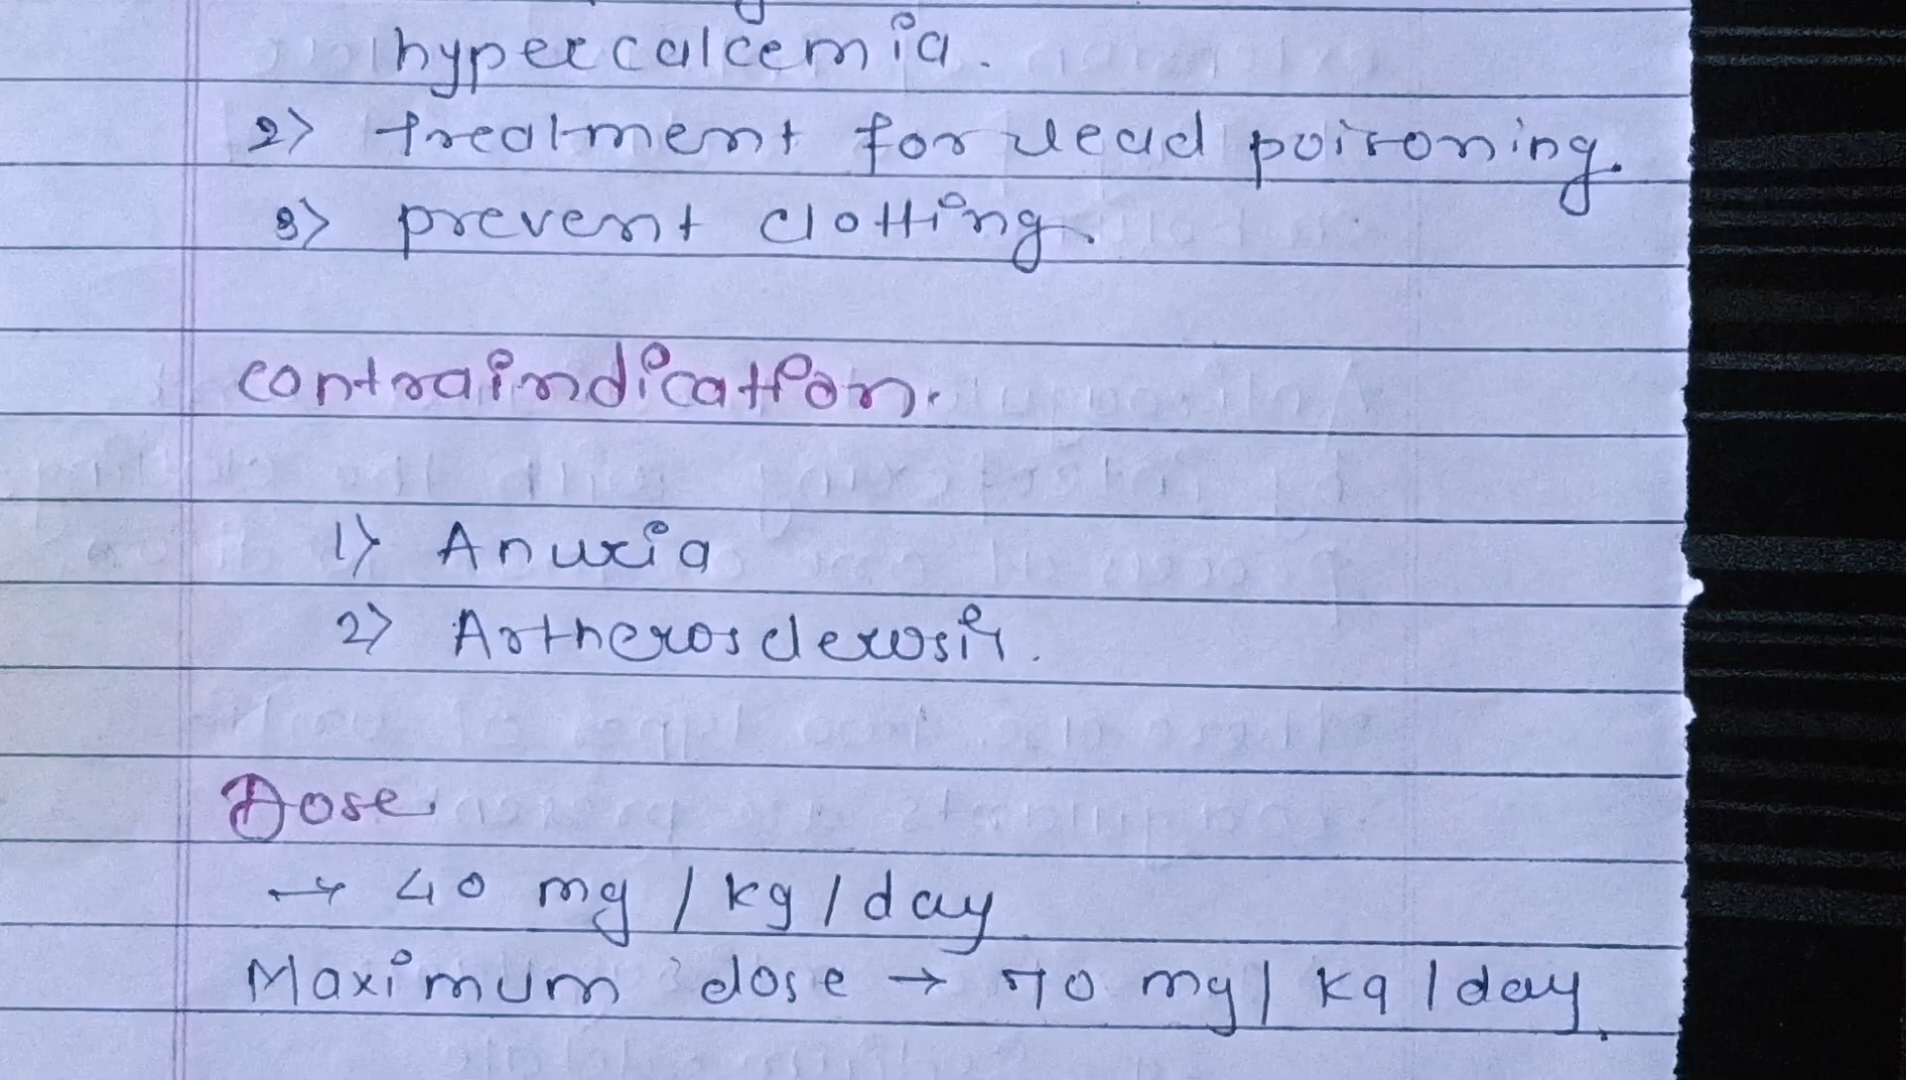 hypercalcemia.
2) treatment for lead poisoning.
3) prevent clotting.
contraindication.
1) Anuria
2) Artherosclerosis.
Dose.
→ 40 mg / kg / day
Maximum dose → 70 mg / kg / day.